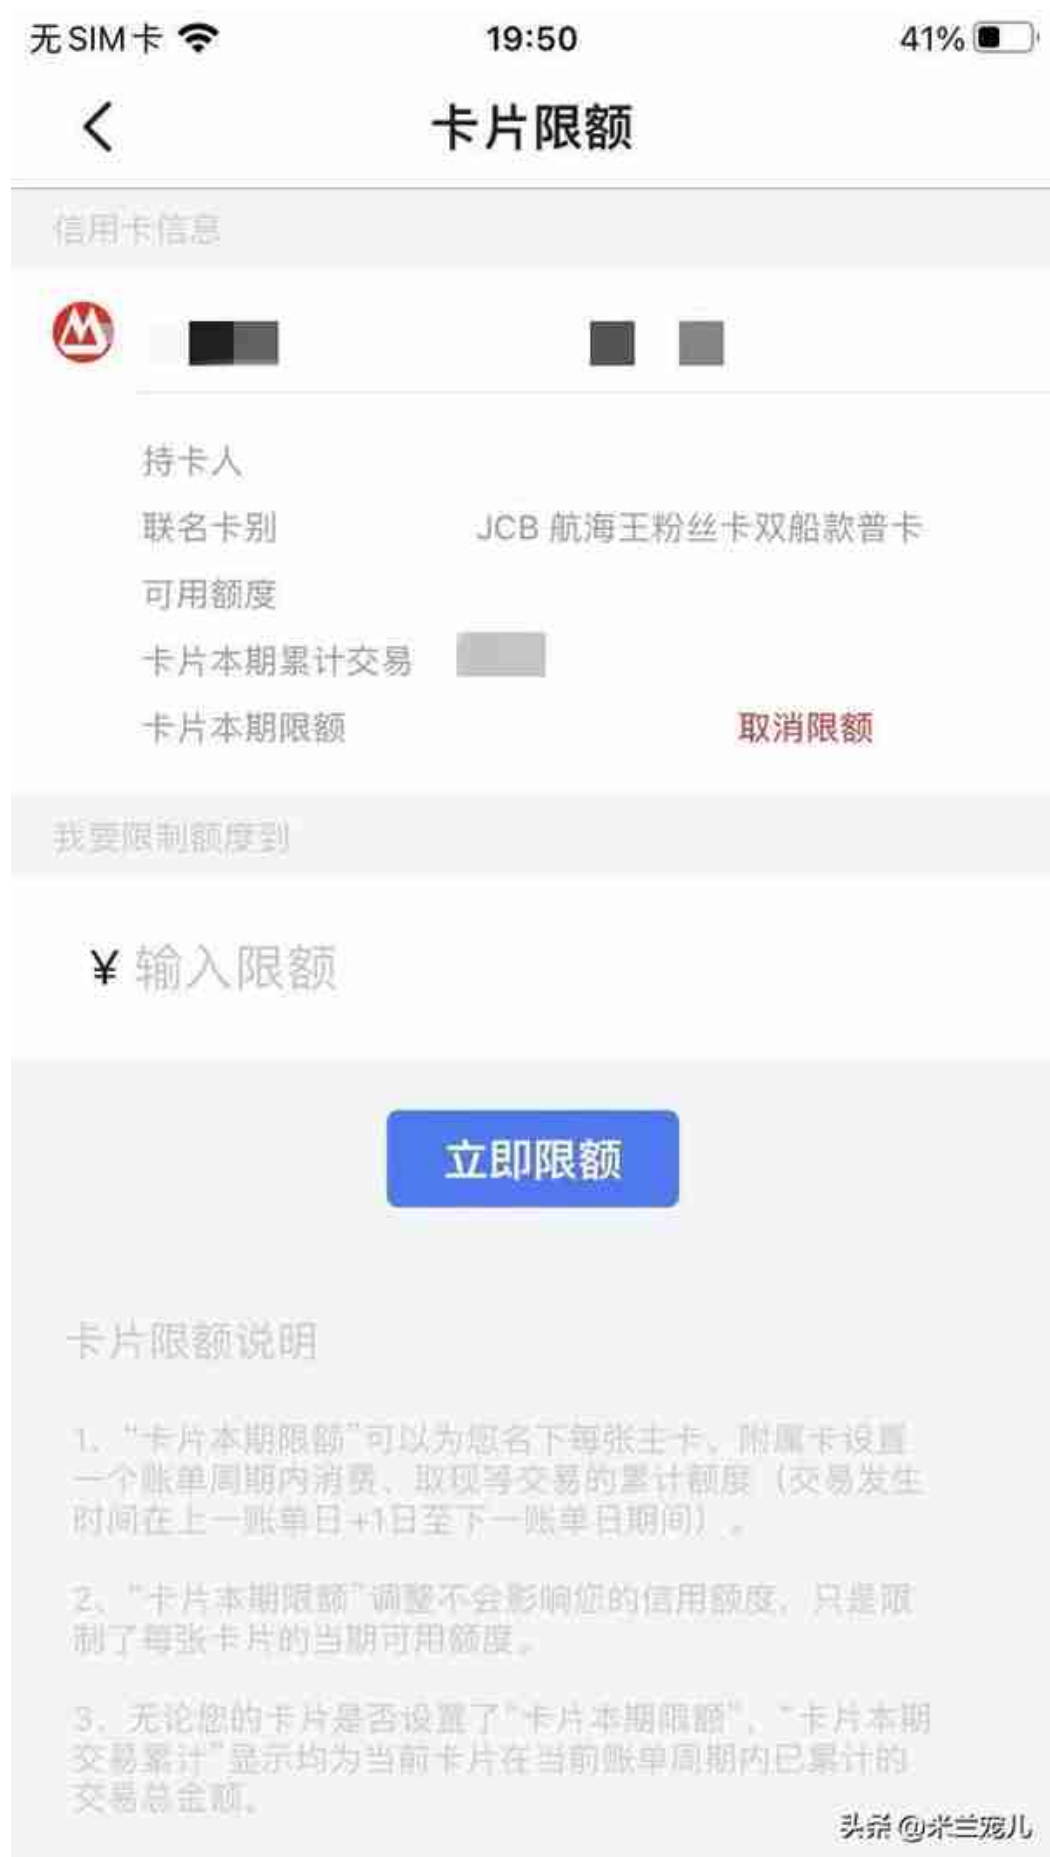 无SIM卡
19:50
41%
卡片限额
信用卡信息
持卡人
联名卡别 JCB 航海王粉丝卡双船款普卡
可用额度
卡片本期累计交易
卡片本期限额 取消限额
我要限制额度到
¥ 输入限额
立即限额
卡片限额说明
1、“卡片本期限额”可以为您名下每张主卡、附属卡设置
一个账单周期内消费、取现等交易的累计额度（交易发生
时间在上一账单日+1日至下一账单日期间）。
2、“卡片本期限额”调整不会影响您的信用额度，只是限
制了每张卡片的当期可用额度。
3、无论您的卡片是否设置了“卡片本期限额”，“卡片本期
交易累计”显示均为当前卡片在当前账单周期内已累计的
交易总金额。
头条 @米兰宠儿